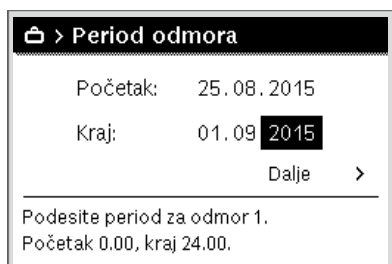 > Period odmora
Početak: 25.08.2015
Kraj: 01.09 2015
Dalje >
Podesite period za odmor 1.
Početak 0.00, kraj 24.00.